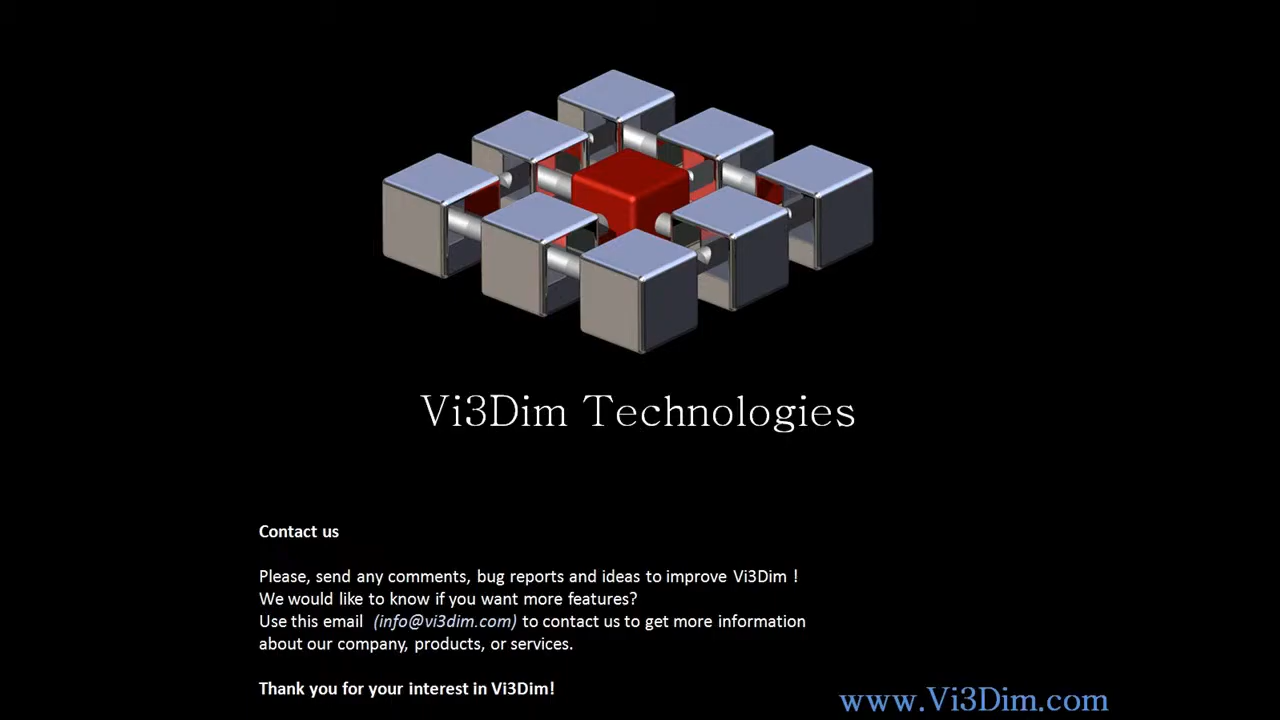 Vi3Dim Technologies
Contact us
Please, send any comments, bug reports and ideas to improve Vi3Dim !
We would like to know if you want more features?
Use this email (info@vi3dim.com) to contact us to get more information
about our company, products, or services.
Thank you for your interest in Vi3Dim!
www.Vi3Dim.com